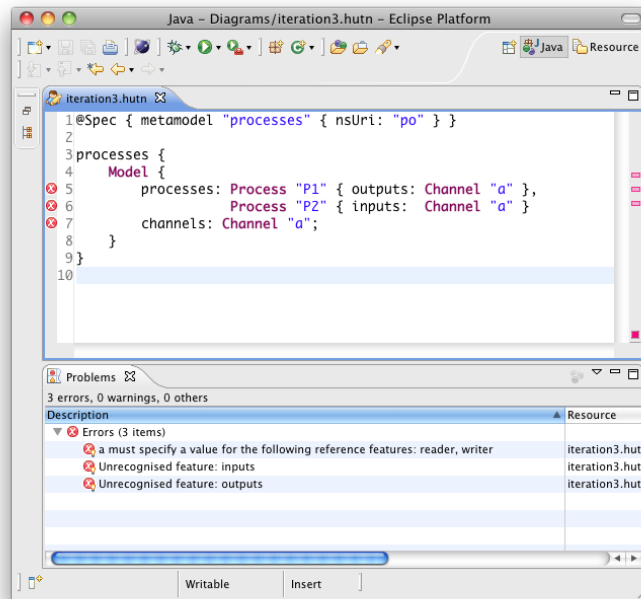 Java – Diagrams/iteration3.hutn – Eclipse Platform
Java
Resource
iteration3.hutn
1 @Spec { metamodel "processes" { nsUri: "po" } }
2
3 processes {
4     Model {
5         processes: Process "P1" { outputs: Channel "a" },
6                    Process "P2" { inputs:  Channel "a" }
7         channels: Channel "a";
8     }
9 }
10
Problems
3 errors, 0 warnings, 0 others
Description Resource
Errors (3 items)
a must specify a value for the following reference features: reader, writer iteration3.hut
Unrecognised feature: inputs iteration3.hut
Unrecognised feature: outputs iteration3.hut
Writable Insert